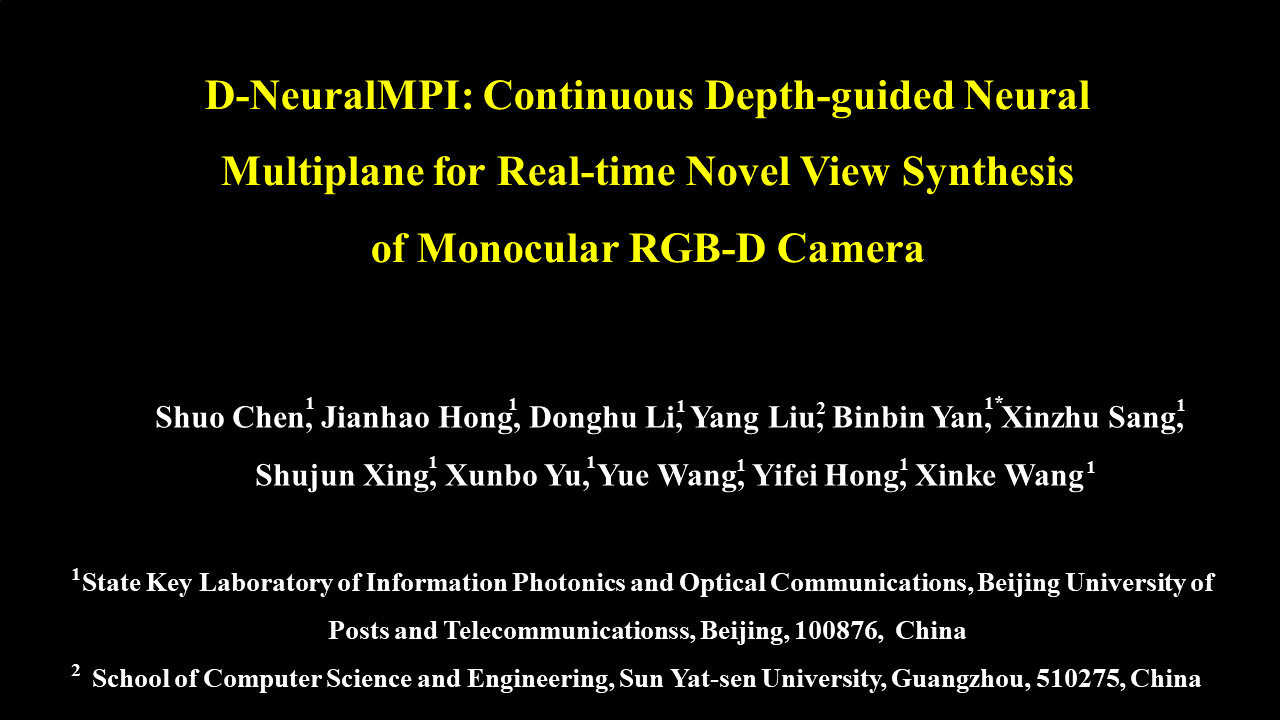 D-NeuralMPI: Continuous Depth-guided Neural
Multiplane for Real-time Novel View Synthesis
of Monocular RGB-D Camera
Shuo Chen,¹ Jianhao Hong,¹ Donghu Li,¹ Yang Liu,² Binbin Yan,¹* Xinzhu Sang,¹
Shujun Xing,¹ Xunbo Yu,¹ Yue Wang,¹ Yifei Hong,¹ Xinke Wang¹
¹State Key Laboratory of Information Photonics and Optical Communications, Beijing University of
Posts and Telecommunicationss, Beijing, 100876, China
² School of Computer Science and Engineering, Sun Yat-sen University, Guangzhou, 510275, China